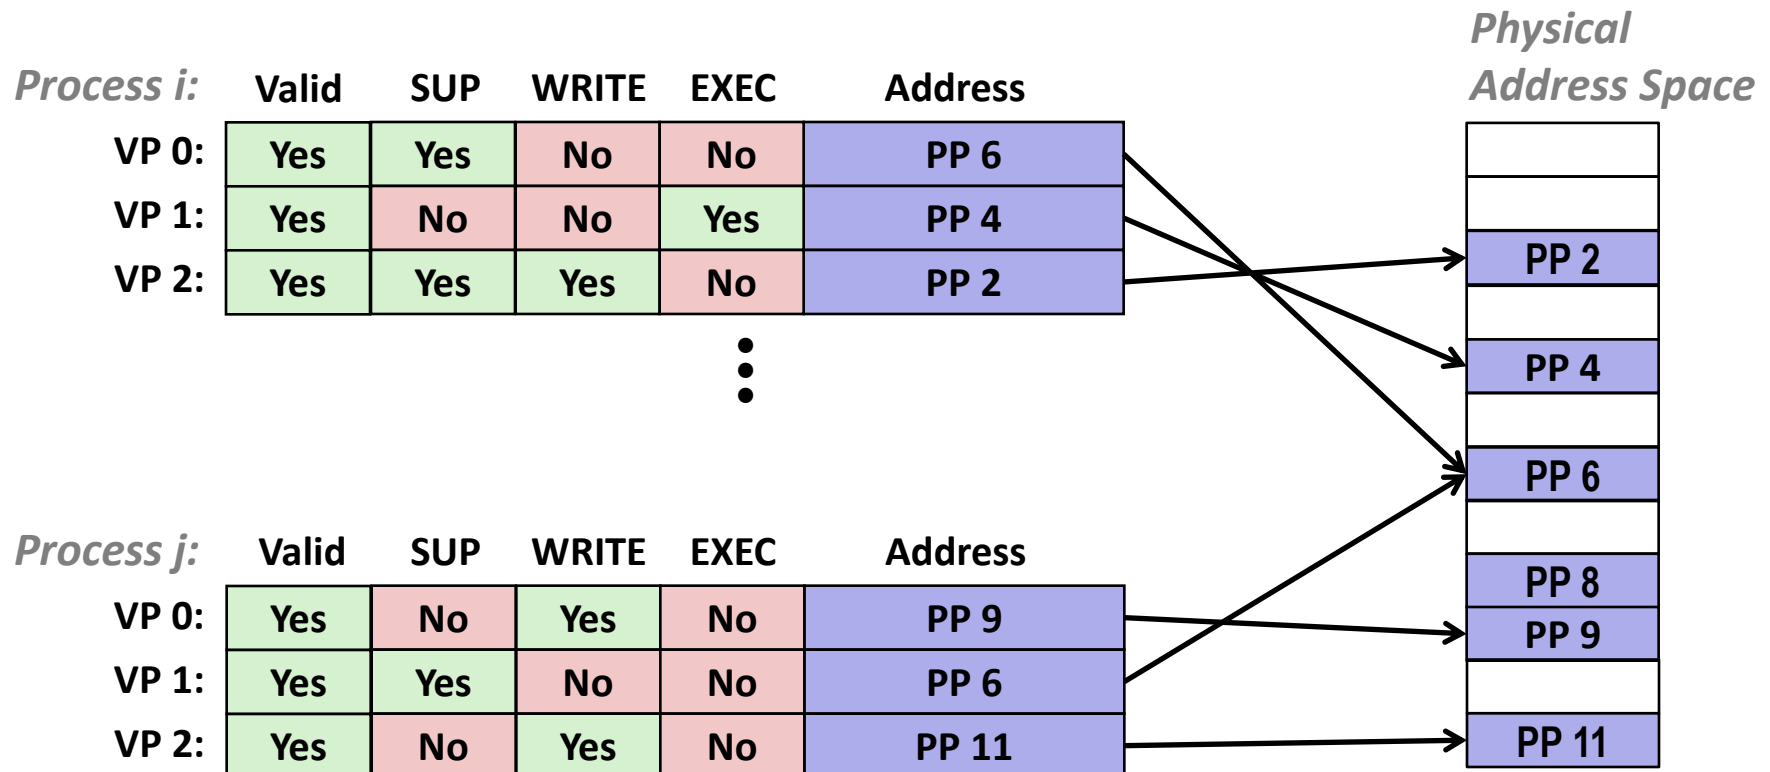 Physical
Address Space
Process i: Valid SUP WRITE EXEC Address
VP 0: Yes Yes No No PP 6
VP 1: Yes No No Yes PP 4
VP 2: Yes Yes Yes No PP 2
PP 2
PP 4
PP 6
PP 8
PP 9
PP 11
Process j: Valid SUP WRITE EXEC Address
VP 0: Yes No Yes No PP 9
VP 1: Yes Yes No No PP 6
VP 2: Yes No Yes No PP 11